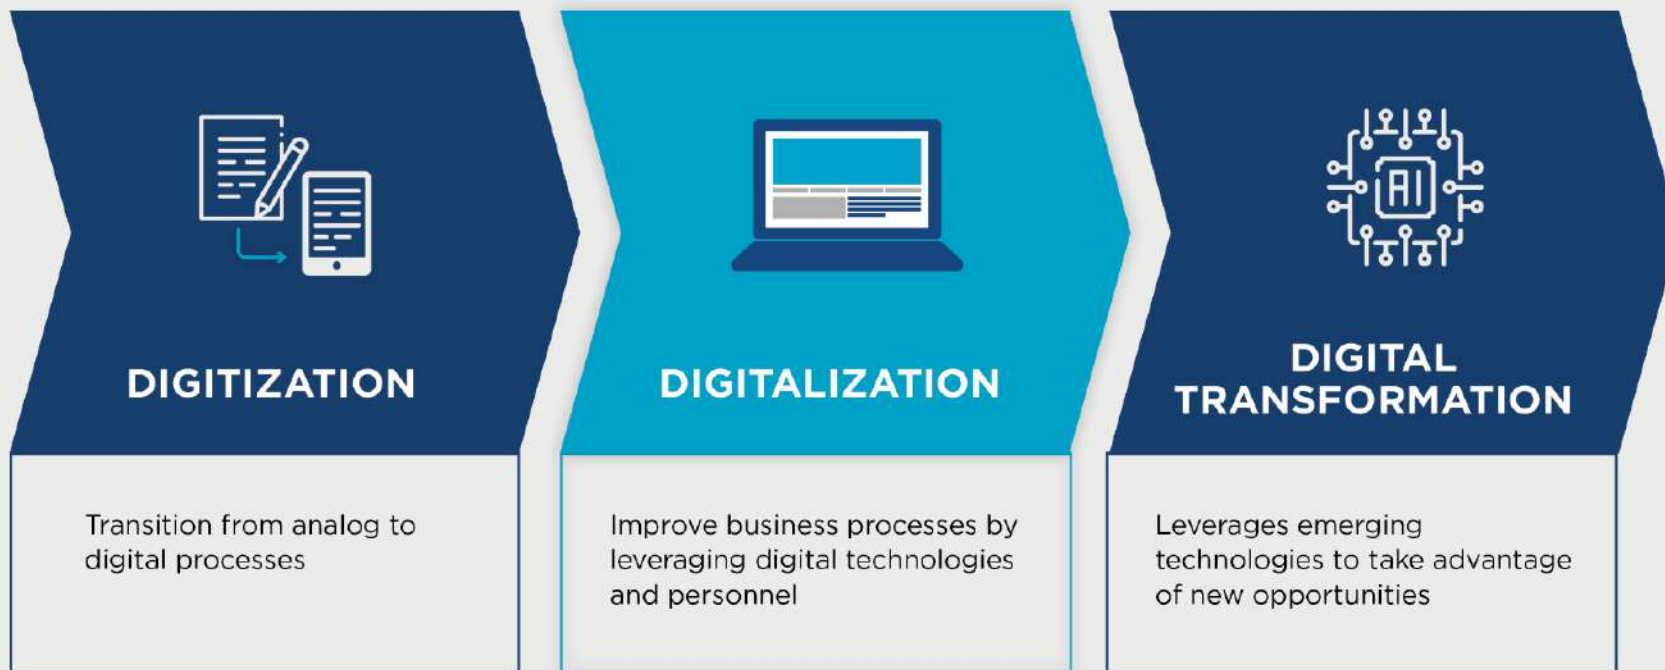 AI
DIGITIZATION
DIGITALIZATION
DIGITAL
TRANSFORMATION
Transition from analog to
digital processes
Improve business processes by
leveraging digital technologies
and personnel
Leverages emerging
technologies to take advantage
of new opportunities